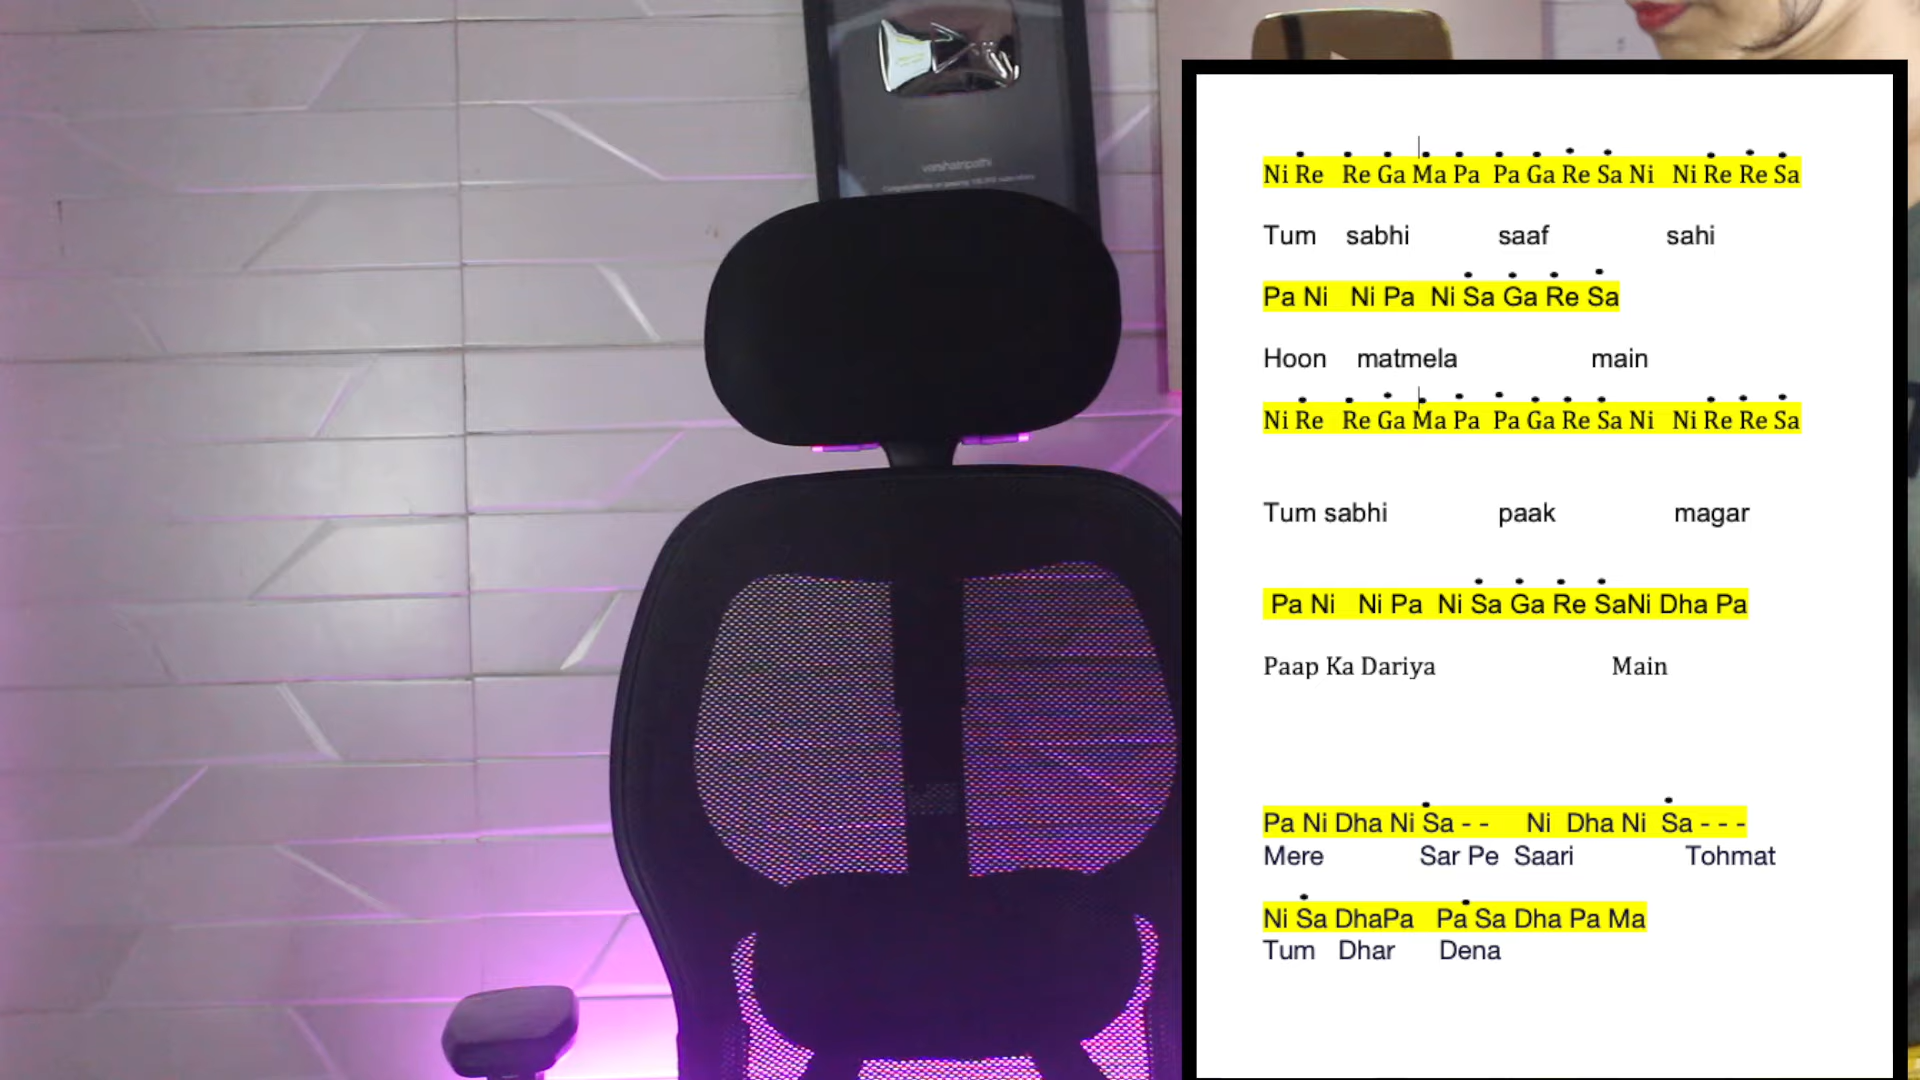 varshatripathi
Ni Re Re Ga Ma Pa Pa Ga Re Sa Ni Ni Re Re Sa
Tum sabhi saaf sahi
Pa Ni Ni Pa Ni Sa Ga Re Sa
Hoon matmela main
Ni Re Re Ga Ma Pa Pa Ga Re Sa Ni Ni Re Re Sa
Tum sabhi paak magar
Pa Ni Ni Pa Ni Sa Ga Re SaNi Dha Pa
Paap Ka Dariya Main
Pa Ni Dha Ni Sa - - Ni Dha Ni Sa - - -
Mere Sar Pe Saari Tohmat
Ni Sa DhaPa Pa Sa Dha Pa Ma
Tum Dhar Dena